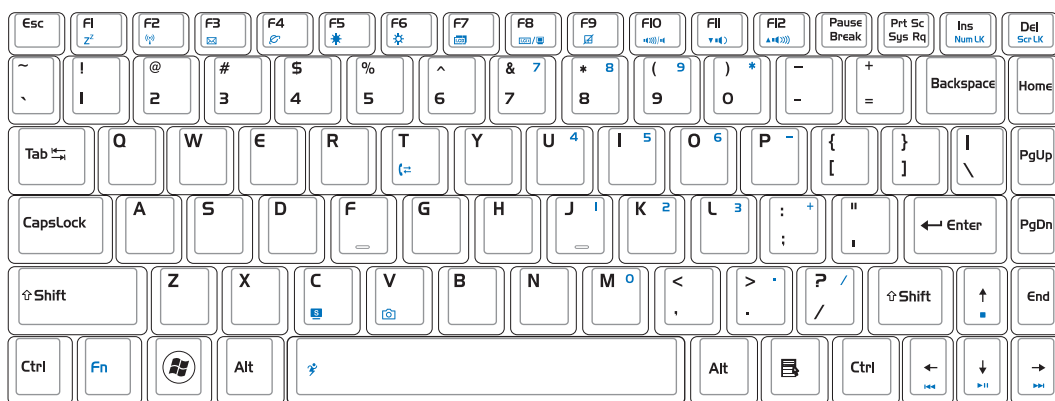 Esc F1 F2 F3 F4 F5 F6 F7 F8 F9 F10 F11 F12 Pause Break Prt Sc Sys Rq Ins Num LK Del Scr LK
Zz LCD LCD/
~ ! @ # $ % ^ & 7 * 8 ( 9 ) * _ + Backspace Home
` 1 2 3 4 5 6 7 8 9 0 - =
Tab Q W E R T Y U 4 I 5 O 6 P - { } | PgUp
[ ] \
CapsLock A S D F G H J 1 K 2 L 3 : + " Enter PgDn
; '
Shift Z X C V B N M 0 < > . ? / Shift End
S , . /
Ctrl Fn Alt Alt Ctrl